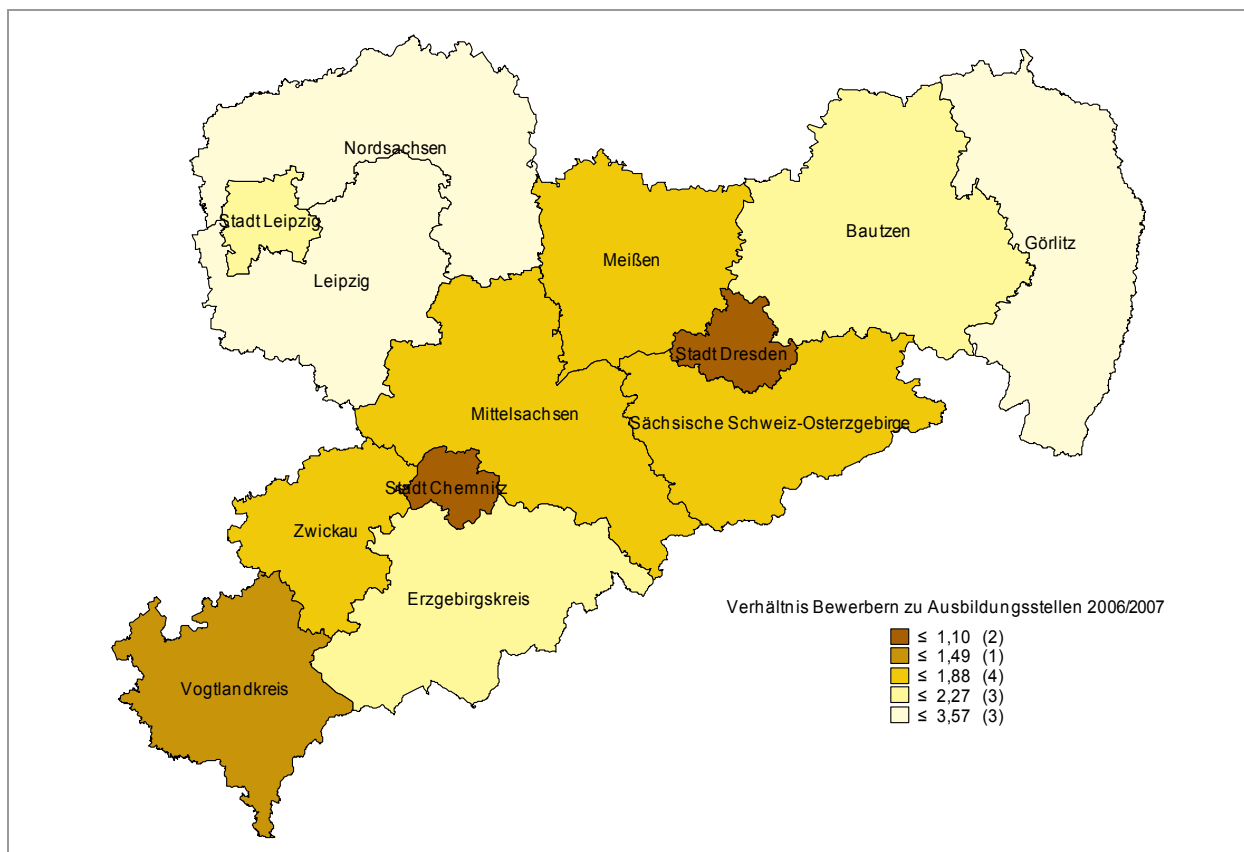 Nordsachsen
Stadt Leipzig
Bautzen
Görlitz
Meißen
Leipzig
Stadt Dresden
Mittelsachsen
Sächsische Schweiz-Osterzgebirge
Stadt Chemnitz
Zwickau
Erzgebirgskreis
Vogtlandkreis
Verhältnis Bewerbern zu Ausbildungsstellen 2006/2007
≤ 1,10 (2)
≤ 1,49 (1)
≤ 1,88 (4)
≤ 2,27 (3)
≤ 3,57 (3)